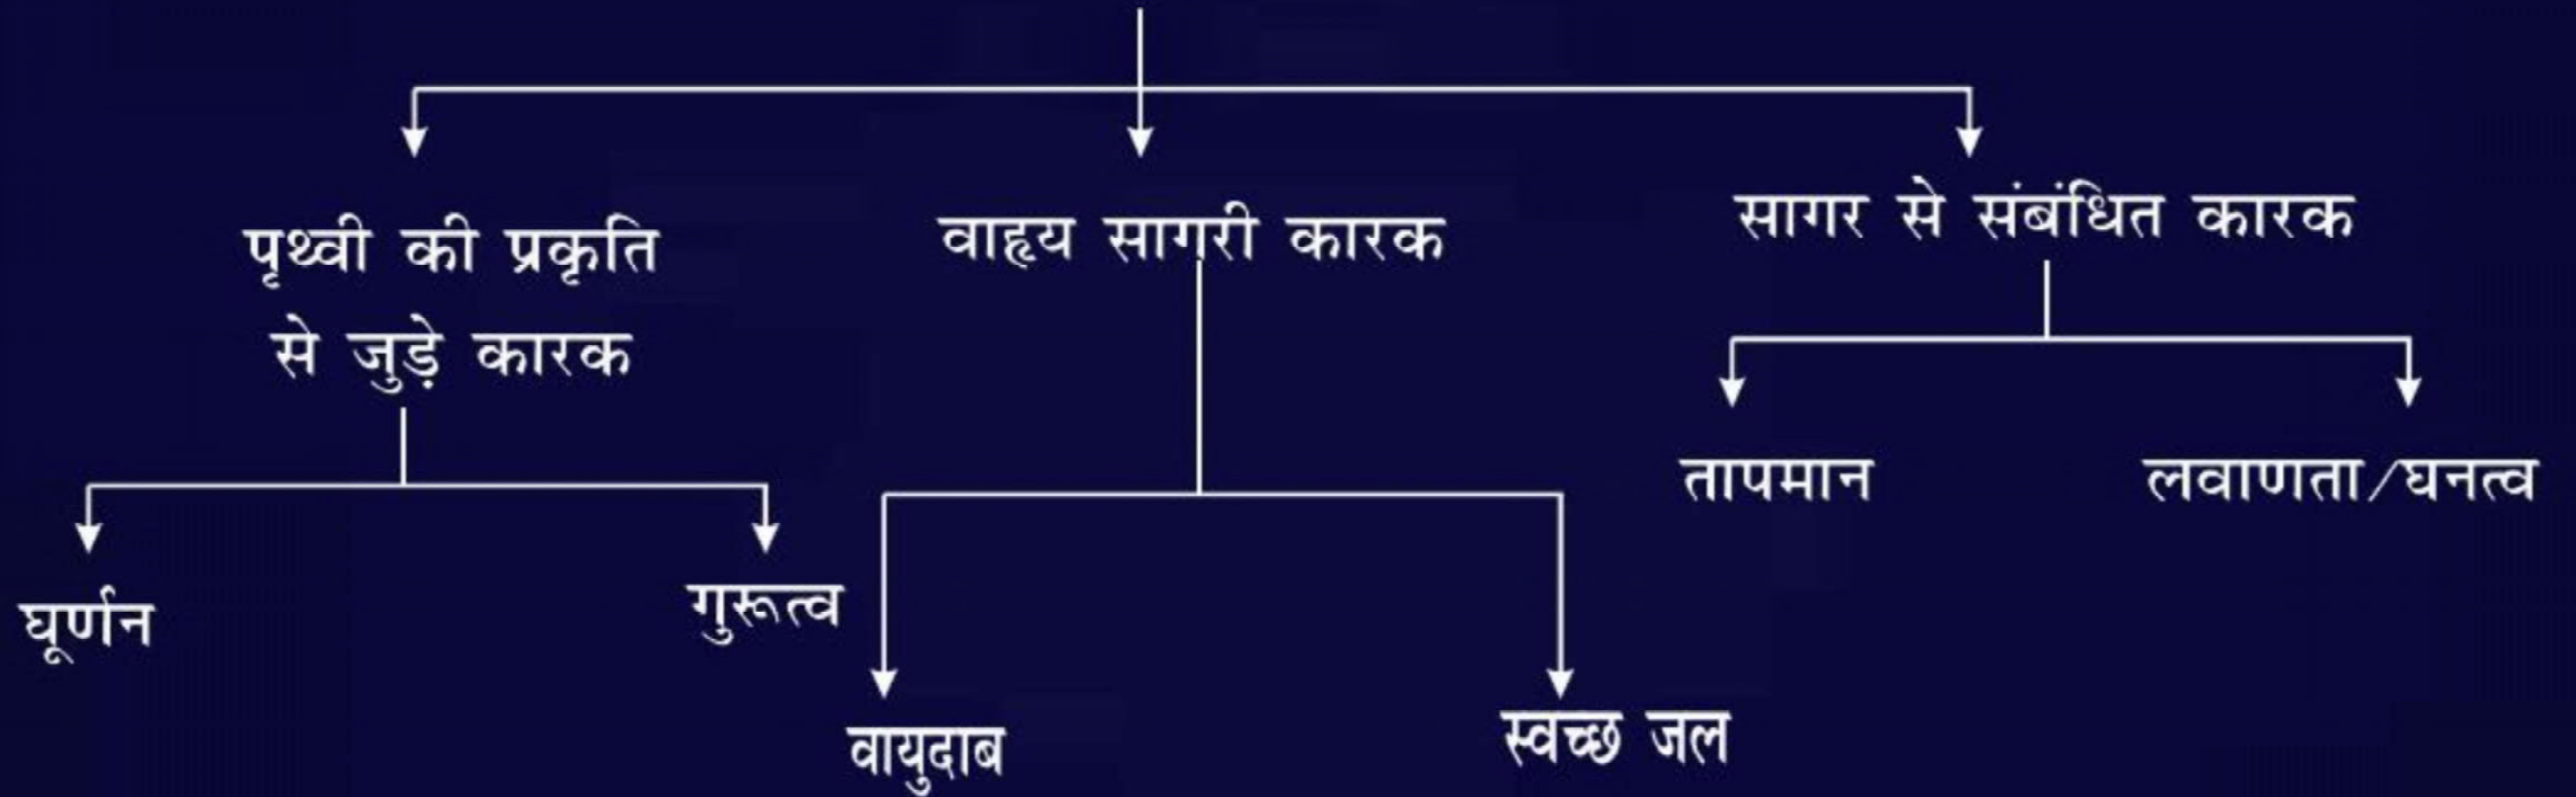 पृथ्वी की प्रकृति
से जुड़े कारक
वाहृय सागरी कारक
सागर से संबंधित कारक
घूर्णन
गुरूत्व
वायुदाब
स्वच्छ जल
तापमान
लवाणता/घनत्व